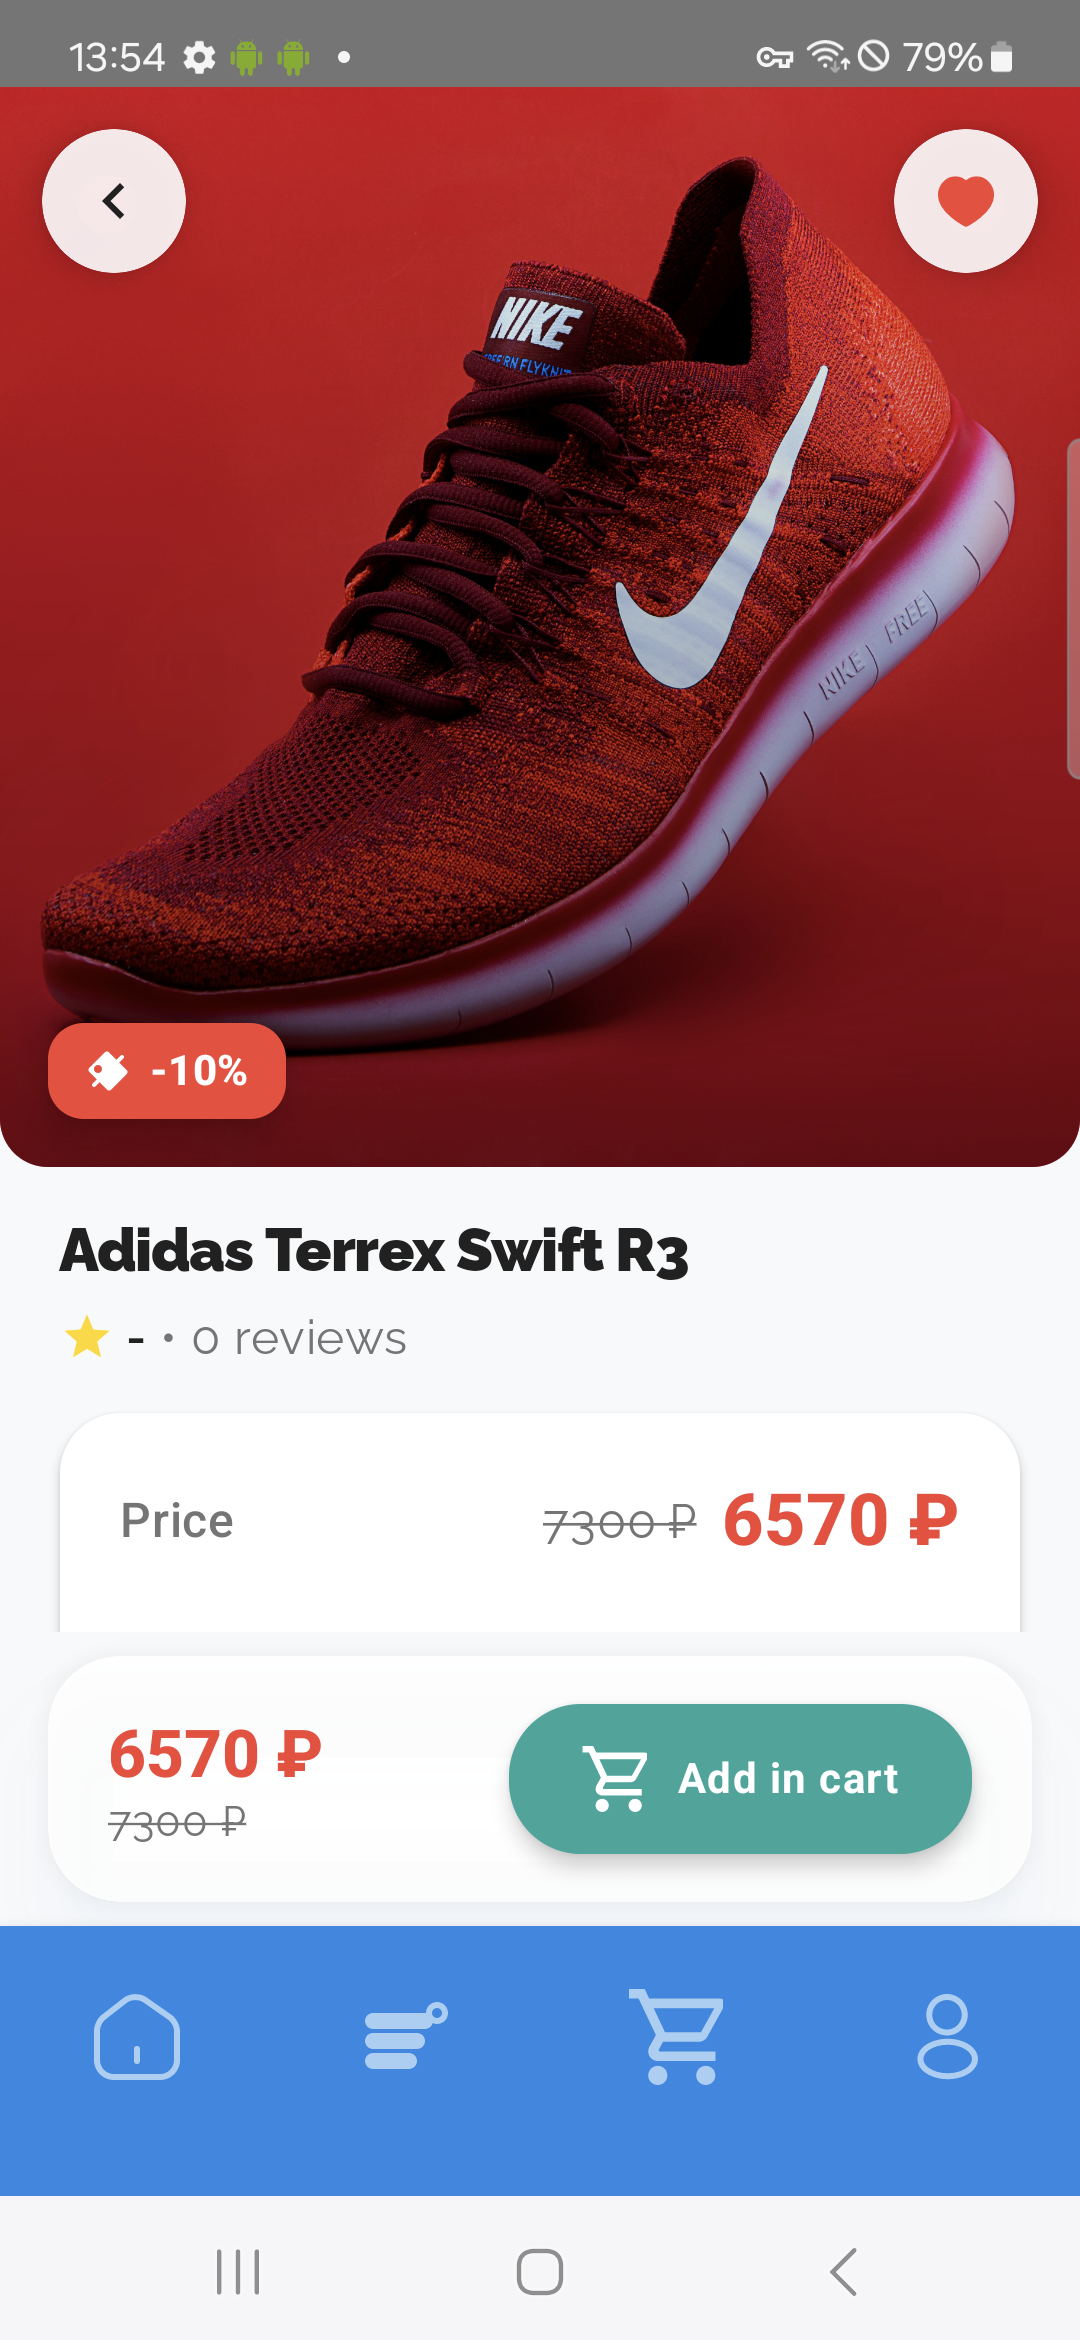 13:54
79%
NIKE
FREE RN FLYKNIT
NIKE FREE
-10%
Adidas Terrex Swift R3
- • 0 reviews
Price 7300 ₽ 6570 ₽
6570 ₽
7300 ₽
Add in cart